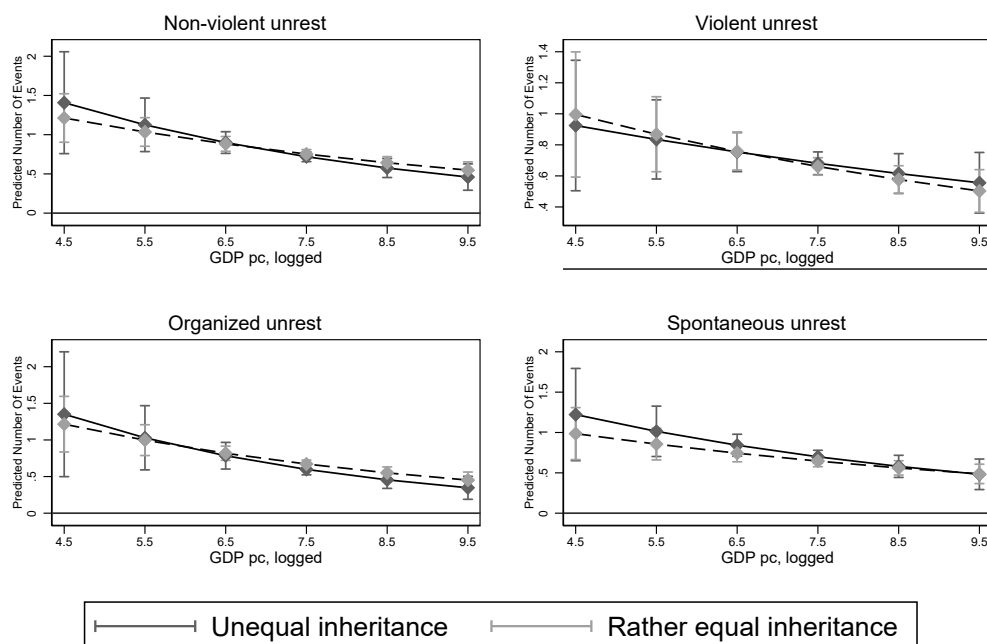 Non-violent unrest
Predicted Number Of Events
2
1.5
1
.5
0
4.5 5.5 6.5 7.5 8.5 9.5
GDP pc, logged
Violent unrest
Predicted Number Of Events
1.4
1.2
1
.8
.6
.4
4.5 5.5 6.5 7.5 8.5 9.5
GDP pc, logged
Organized unrest
Predicted Number Of Events
2
1.5
1
.5
0
4.5 5.5 6.5 7.5 8.5 9.5
GDP pc, logged
Spontaneous unrest
Predicted Number Of Events
2
1.5
1
.5
0
4.5 5.5 6.5 7.5 8.5 9.5
GDP pc, logged
Unequal inheritance Rather equal inheritance